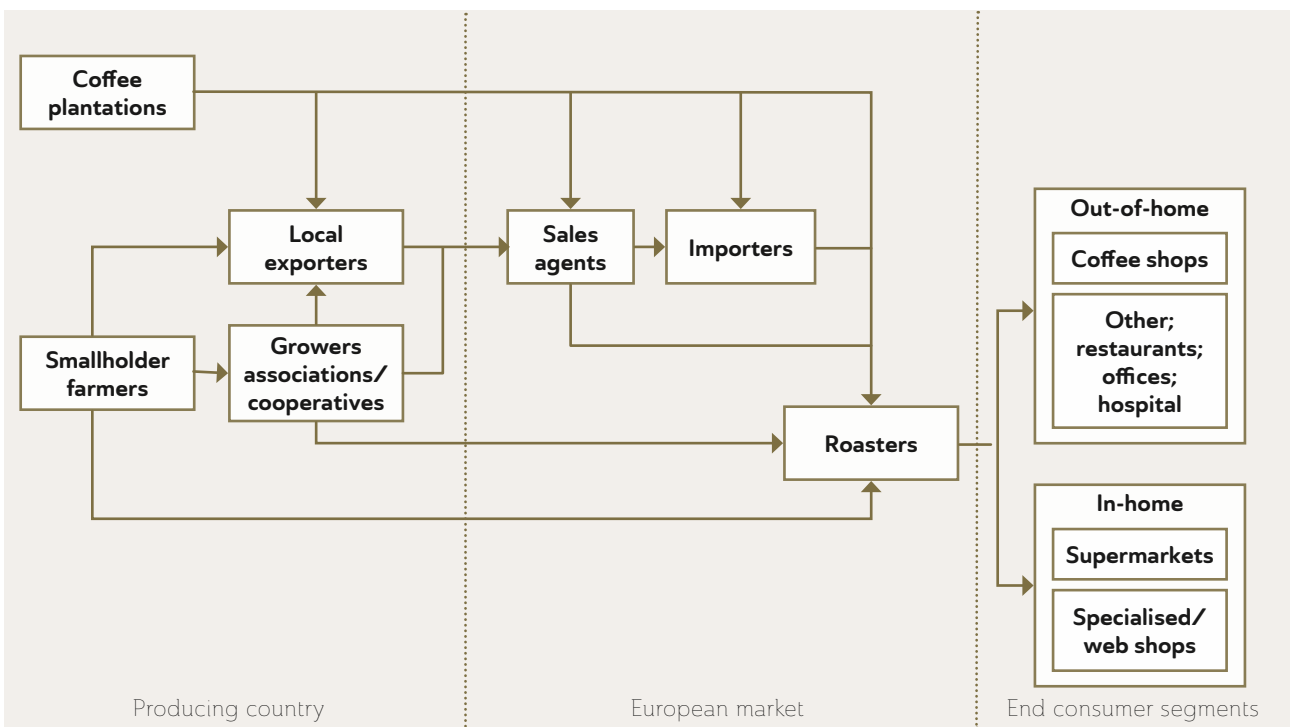 Coffee
plantations
Local
exporters
Sales
agents
Importers
Smallholder
farmers
Growers
associations/
cooperatives
Roasters
Out-of-home
Coffee shops
Other;
restaurants;
offices;
hospital
In-home
Supermarkets
Specialised/
web shops
Producing country
European market
End consumer segments